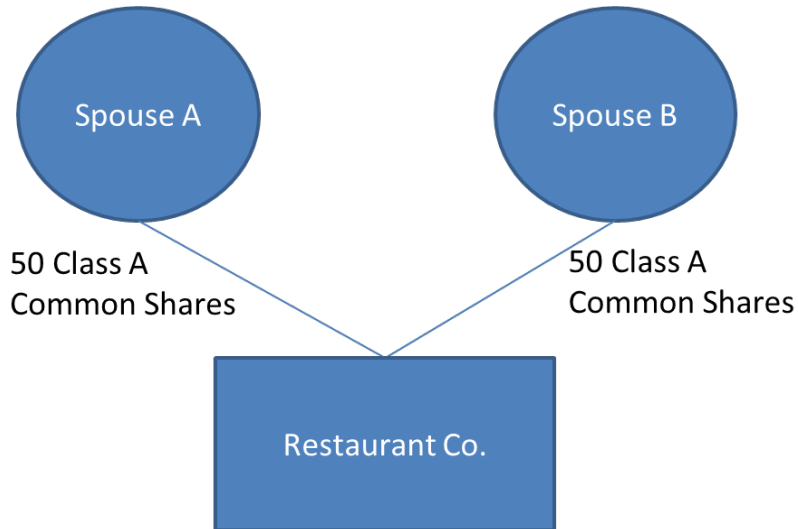 Spouse A
Spouse B
50 Class A
Common Shares
50 Class A
Common Shares
Restaurant Co.